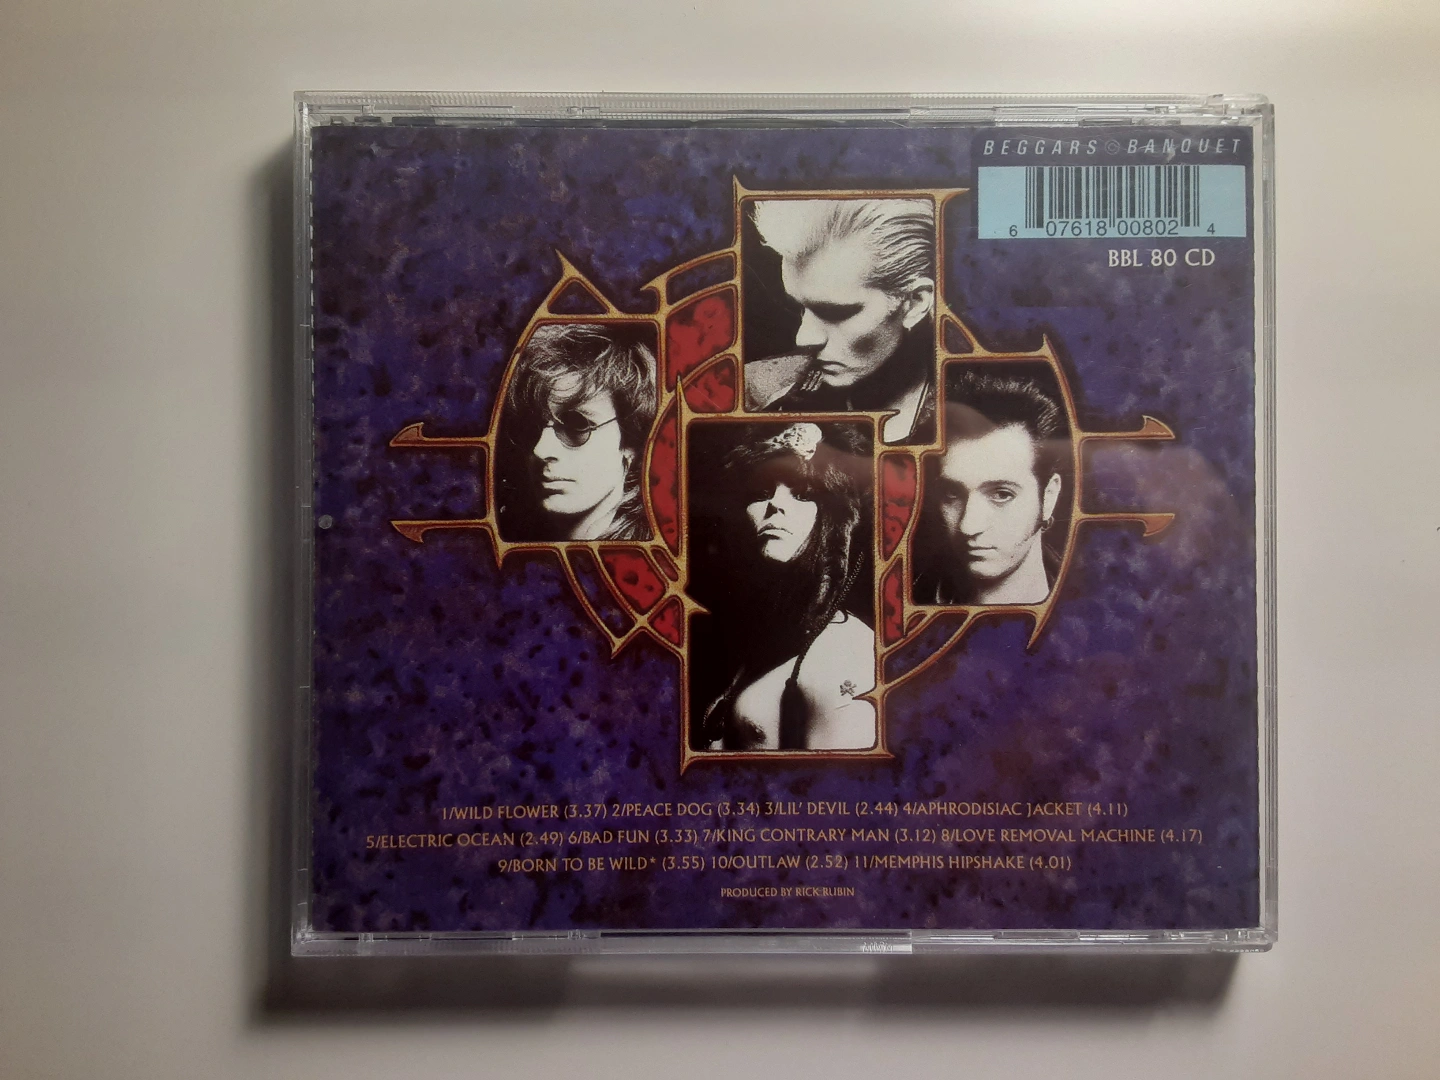 BEGGARS BANQUET
6 07618 00802 4
BBL 80 CD
1/WILD FLOWER (3.37) 2/PEACE DOG (3.34) 3/LIL' DEVIL (2.44) 4/APHRODISIAC JACKET (4.11)
5/ELECTRIC OCEAN (2.49) 6/BAD FUN (3.33) 7/KING CONTRARY MAN (3.12) 8/LOVE REMOVAL MACHINE (4.17)
9/BORN TO BE WILD* (3.55) 10/OUTLAW (2.52) 11/MEMPHIS HIPSHAKE (4.01)
PRODUCED BY RICK RUBIN